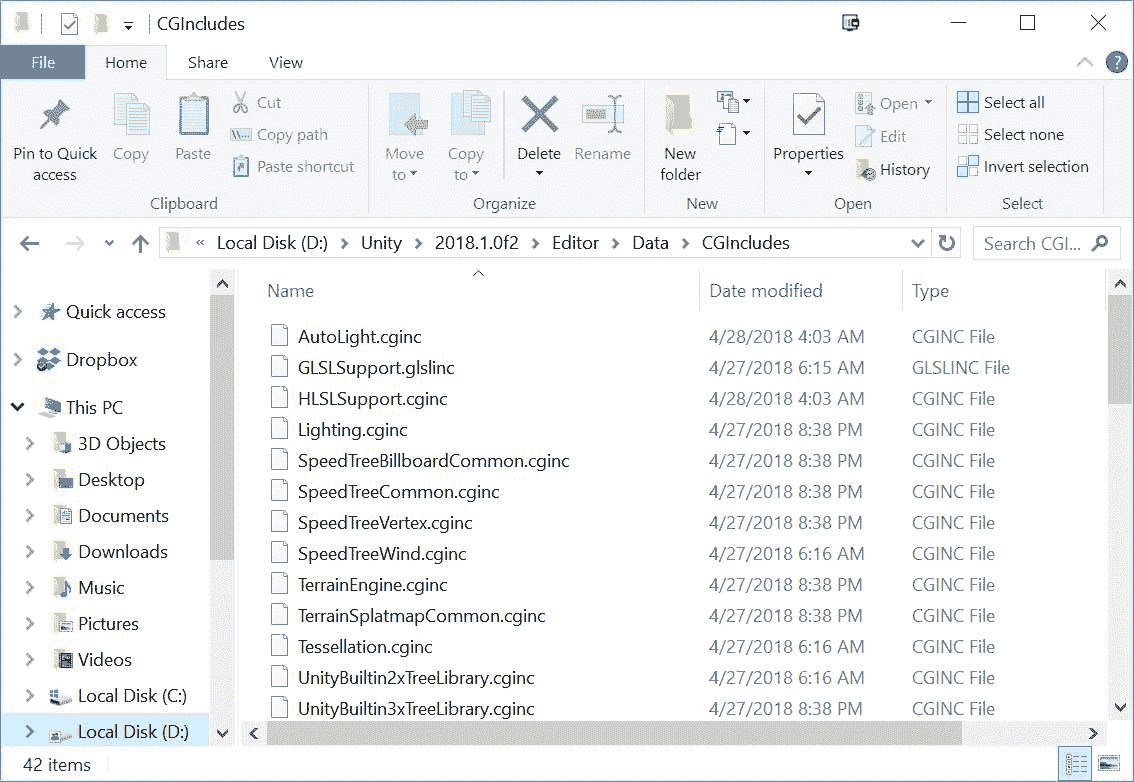 CGIncludes
File Home Share View ?
Pin to Quick access
Copy
Paste
Cut
Copy path
Paste shortcut
Clipboard
Move to
Copy to
Delete
Rename
Organize
New folder
New
Properties
Open
Edit
History
Open
Select all
Select none
Invert selection
Select
« Local Disk (D:) > Unity > 2018.1.0f2 > Editor > Data > CGIncludes
Search CGI...
Quick access
Dropbox
This PC
3D Objects
Desktop
Documents
Downloads
Music
Pictures
Videos
Local Disk (C:)
Local Disk (D:)
Name Date modified Type
AutoLight.cginc 4/28/2018 4:03 AM CGINC File
GLSLSupport.glslinc 4/27/2018 6:15 AM GLSLINC File
HLSLSupport.cginc 4/28/2018 4:03 AM CGINC File
Lighting.cginc 4/27/2018 8:38 PM CGINC File
SpeedTreeBillboardCommon.cginc 4/27/2018 8:38 PM CGINC File
SpeedTreeCommon.cginc 4/27/2018 8:38 PM CGINC File
SpeedTreeVertex.cginc 4/27/2018 8:38 PM CGINC File
SpeedTreeWind.cginc 4/27/2018 6:16 AM CGINC File
TerrainEngine.cginc 4/27/2018 8:38 PM CGINC File
TerrainSplatmapCommon.cginc 4/27/2018 8:38 PM CGINC File
Tessellation.cginc 4/27/2018 6:16 AM CGINC File
UnityBuiltin2xTreeLibrary.cginc 4/27/2018 6:16 AM CGINC File
UnityBuiltin3xTreeLibrary.cginc 4/27/2018 8:38 PM CGINC File
42 items